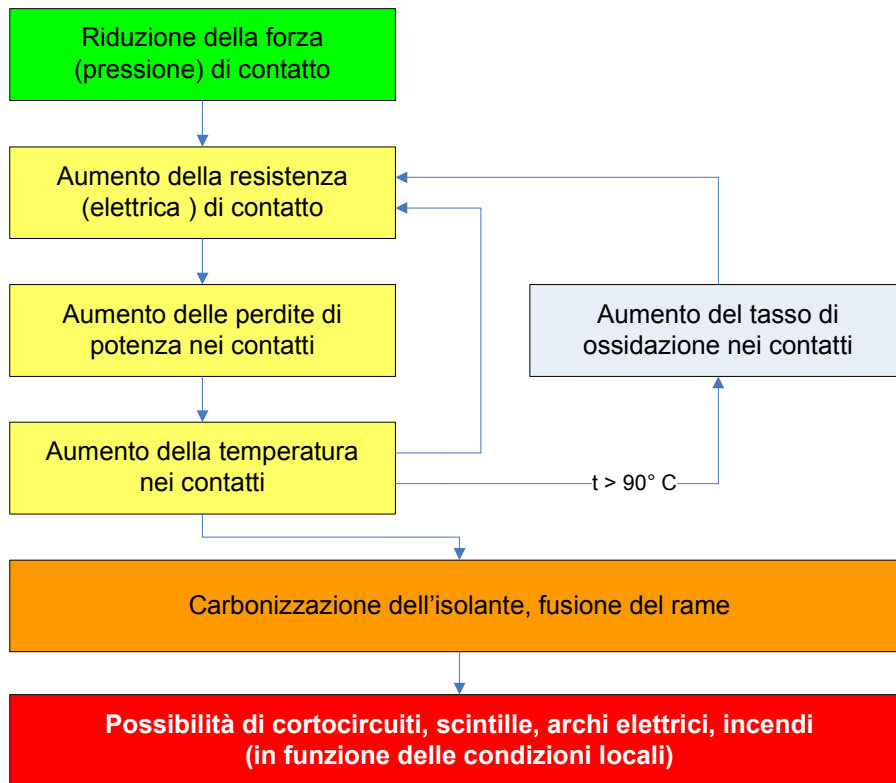 Riduzione della forza
(pressione) di contatto
Aumento della resistenza
(elettrica ) di contatto
Aumento delle perdite di
potenza nei contatti
Aumento del tasso di
ossidazione nei contatti
Aumento della temperatura
nei contatti
t > 90° C
Carbonizzazione dell’isolante, fusione del rame
Possibilità di cortocircuiti, scintille, archi elettrici, incendi
(in funzione delle condizioni locali)